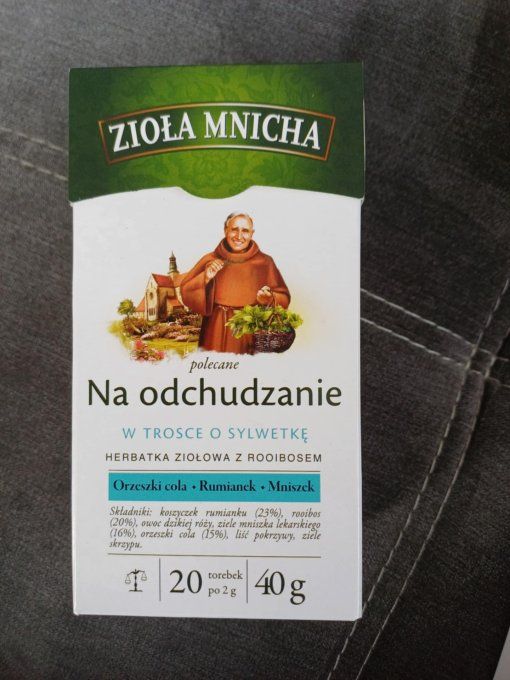 ZIOŁA MNICHA
polecane
Na odchudzanie
W TROSCE O SYLWETKĘ
HERBATKA ZIOŁOWA Z ROOIBOSEM
Orzeszki cola • Rumianek • Mniszek
Składniki: koszyczek rumianku (23%), rooibos
(20%), owoc dzikiej róży, ziele mniszka lekarskiego
(16%), orzeszki cola (15%), liść pokrzywy, ziele
skrzypu.
20 torebek po 2 g
40 g